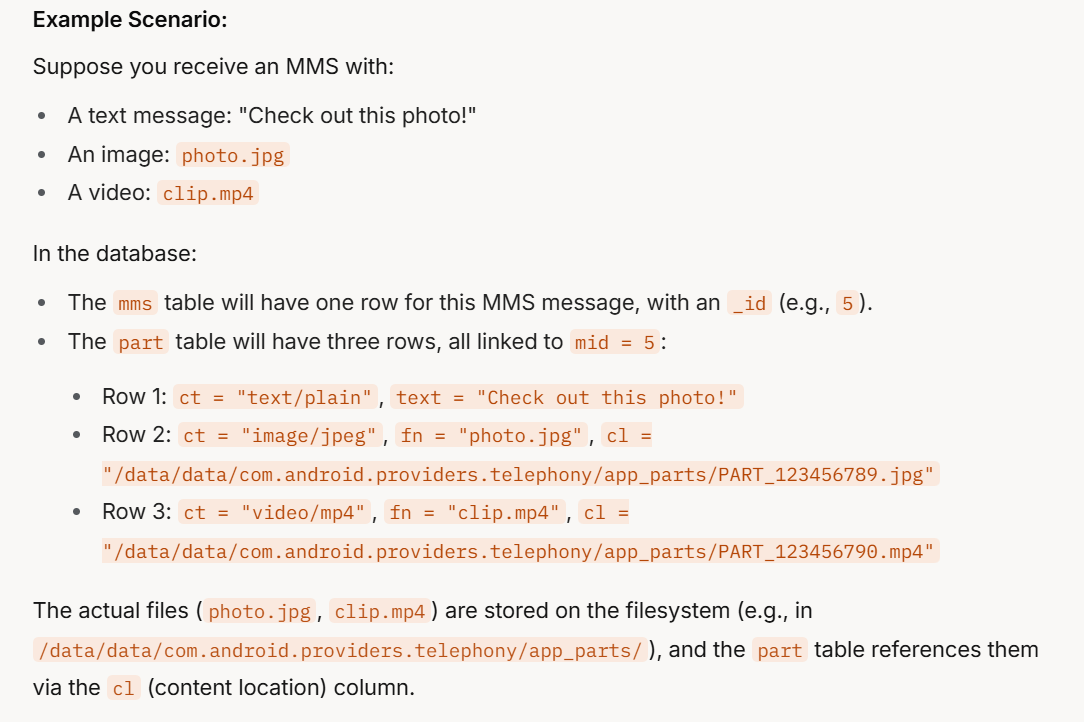 Example Scenario:
Suppose you receive an MMS with:
• A text message: "Check out this photo!"
• An image: photo.jpg
• A video: clip.mp4
In the database:
• The mms table will have one row for this MMS message, with an _id (e.g., 5).
• The part table will have three rows, all linked to mid = 5:
• Row 1: ct = "text/plain", text = "Check out this photo!"
• Row 2: ct = "image/jpeg", fn = "photo.jpg", cl =
"/data/data/com.android.providers.telephony/app_parts/PART_123456789.jpg"
• Row 3: ct = "video/mp4", fn = "clip.mp4", cl =
"/data/data/com.android.providers.telephony/app_parts/PART_123456790.mp4"
The actual files (photo.jpg, clip.mp4) are stored on the filesystem (e.g., in
/data/data/com.android.providers.telephony/app_parts/), and the part table references them
via the cl (content location) column.